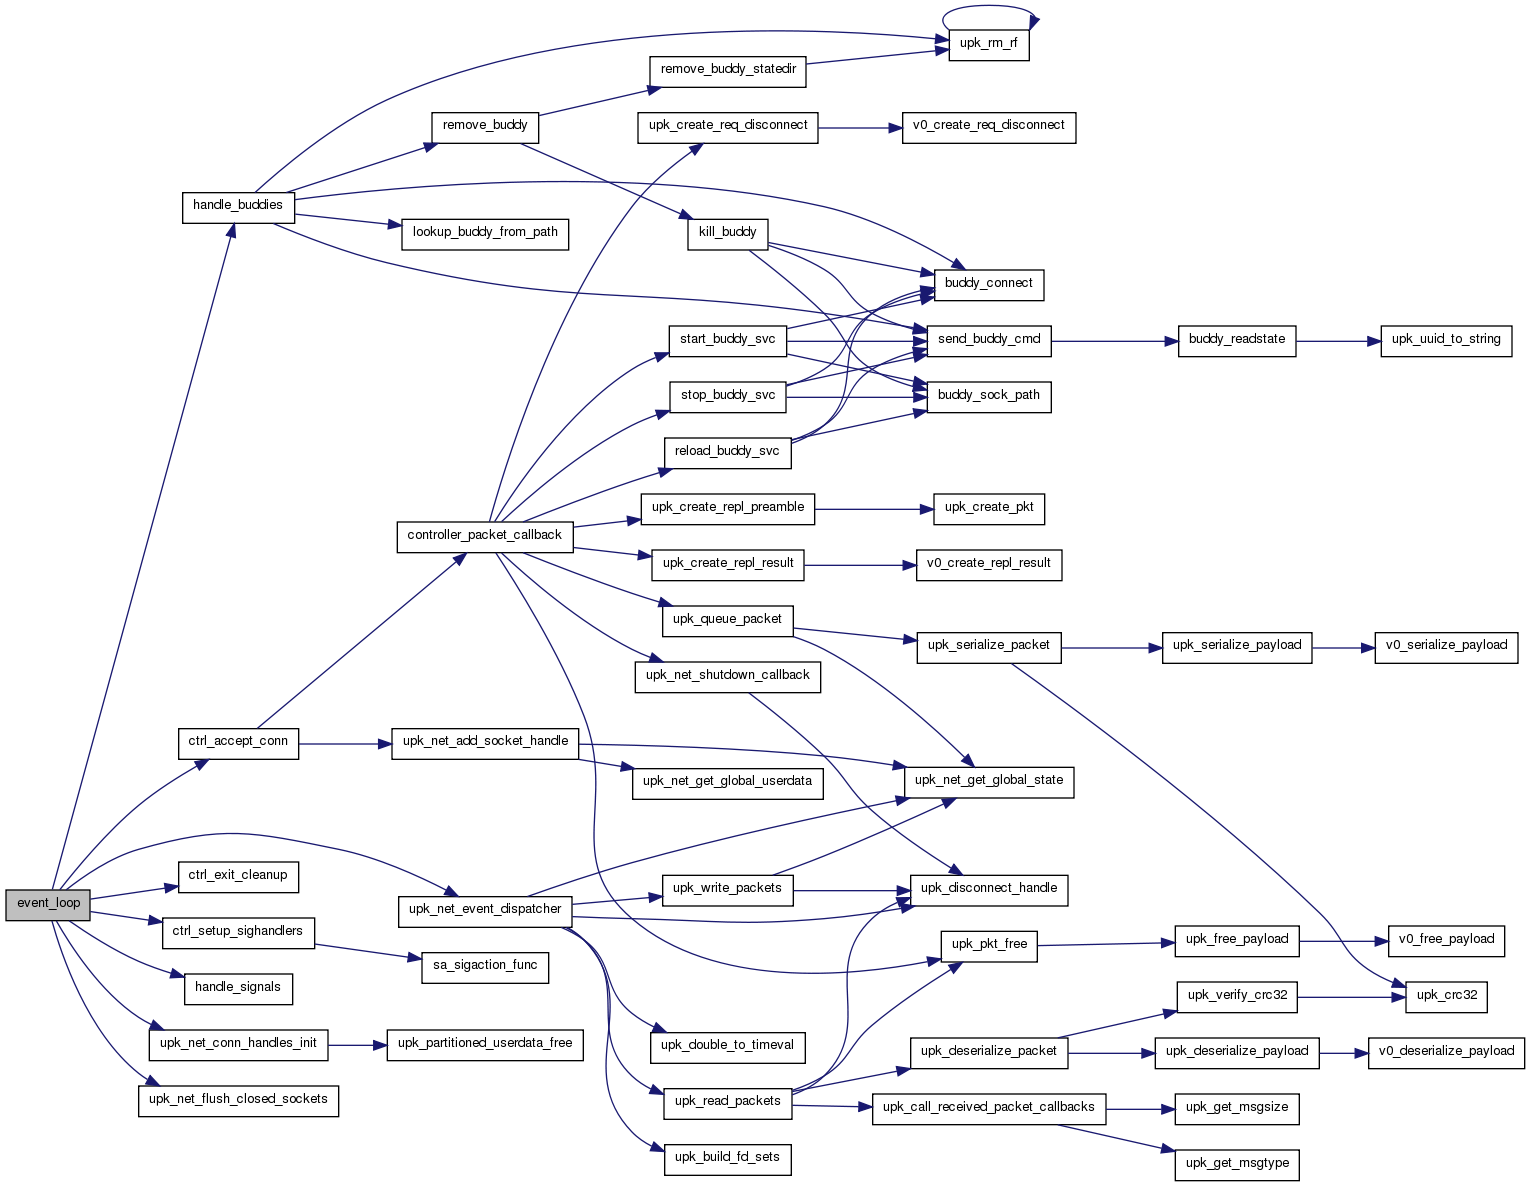 upk_rm_rf
remove_buddy_statedir
remove_buddy
upk_create_req_disconnect
v0_create_req_disconnect
handle_buddies
lookup_buddy_from_path
kill_buddy
buddy_connect
start_buddy_svc
send_buddy_cmd
buddy_readstate
upk_uuid_to_string
stop_buddy_svc
buddy_sock_path
reload_buddy_svc
upk_create_repl_preamble
upk_create_pkt
controller_packet_callback
upk_create_repl_result
v0_create_repl_result
upk_queue_packet
upk_serialize_packet
upk_serialize_payload
v0_serialize_payload
upk_net_shutdown_callback
ctrl_accept_conn
upk_net_add_socket_handle
upk_net_get_global_userdata
upk_net_get_global_state
ctrl_exit_cleanup
upk_write_packets
upk_disconnect_handle
event_loop
upk_net_event_dispatcher
ctrl_setup_sighandlers
sa_sigaction_func
upk_pkt_free
upk_free_payload
v0_free_payload
handle_signals
upk_verify_crc32
upk_crc32
upk_net_conn_handles_init
upk_partitioned_userdata_free
upk_double_to_timeval
upk_deserialize_packet
upk_deserialize_payload
v0_deserialize_payload
upk_net_flush_closed_sockets
upk_read_packets
upk_call_received_packet_callbacks
upk_get_msgsize
upk_build_fd_sets
upk_get_msgtype